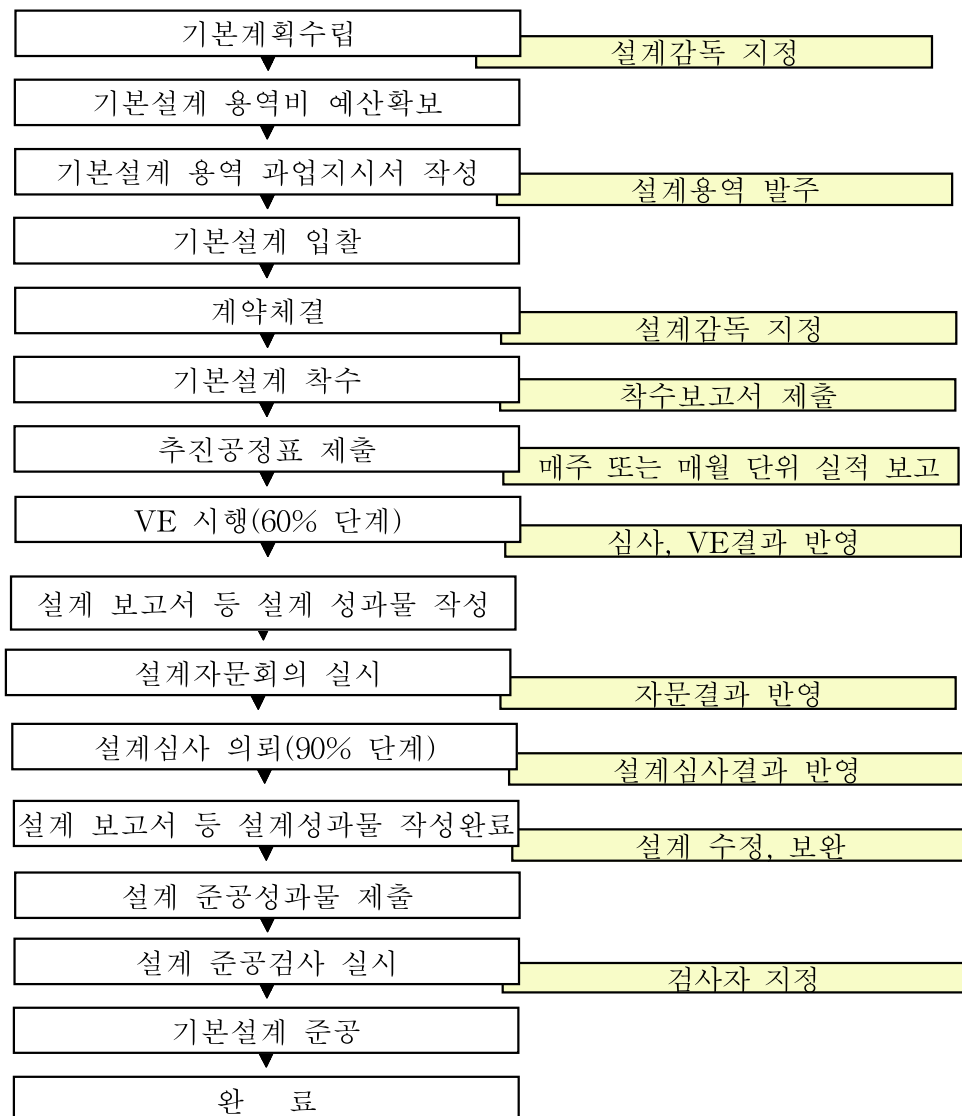 기본계획수립
설계감독 지정
기본설계 용역비 예산확보
기본설계 용역 과업지시서 작성
설계용역 발주
기본설계 입찰
계약체결
설계감독 지정
기본설계 착수
착수보고서 제출
추진공정표 제출
매주 또는 매월 단위 실적 보고
VE 시행(60% 단계)
심사, VE결과 반영
설계 보고서 등 설계 성과물 작성
설계자문회의 실시
자문결과 반영
설계심사 의뢰(90% 단계)
설계심사결과 반영
설계 보고서 등 설계성과물 작성완료
설계 수정, 보완
설계 준공성과물 제출
설계 준공검사 실시
검사자 지정
기본설계 준공
완 료